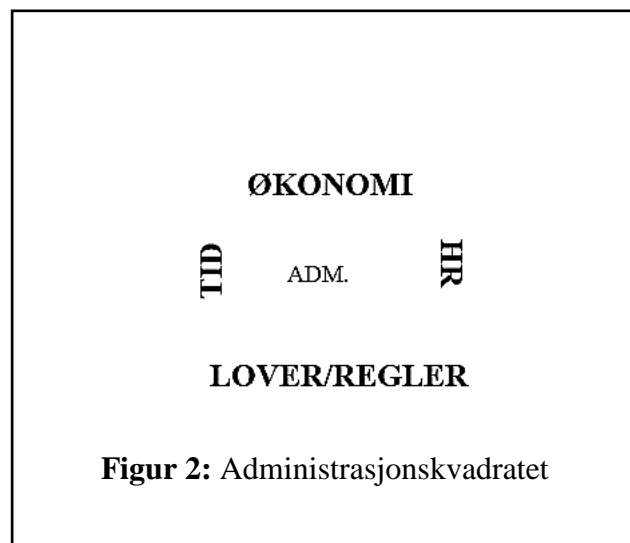 ØKONOMI
TID
ADM.
HR
LOVER/REGLER
Figur 2: Administrasjonskvadratet